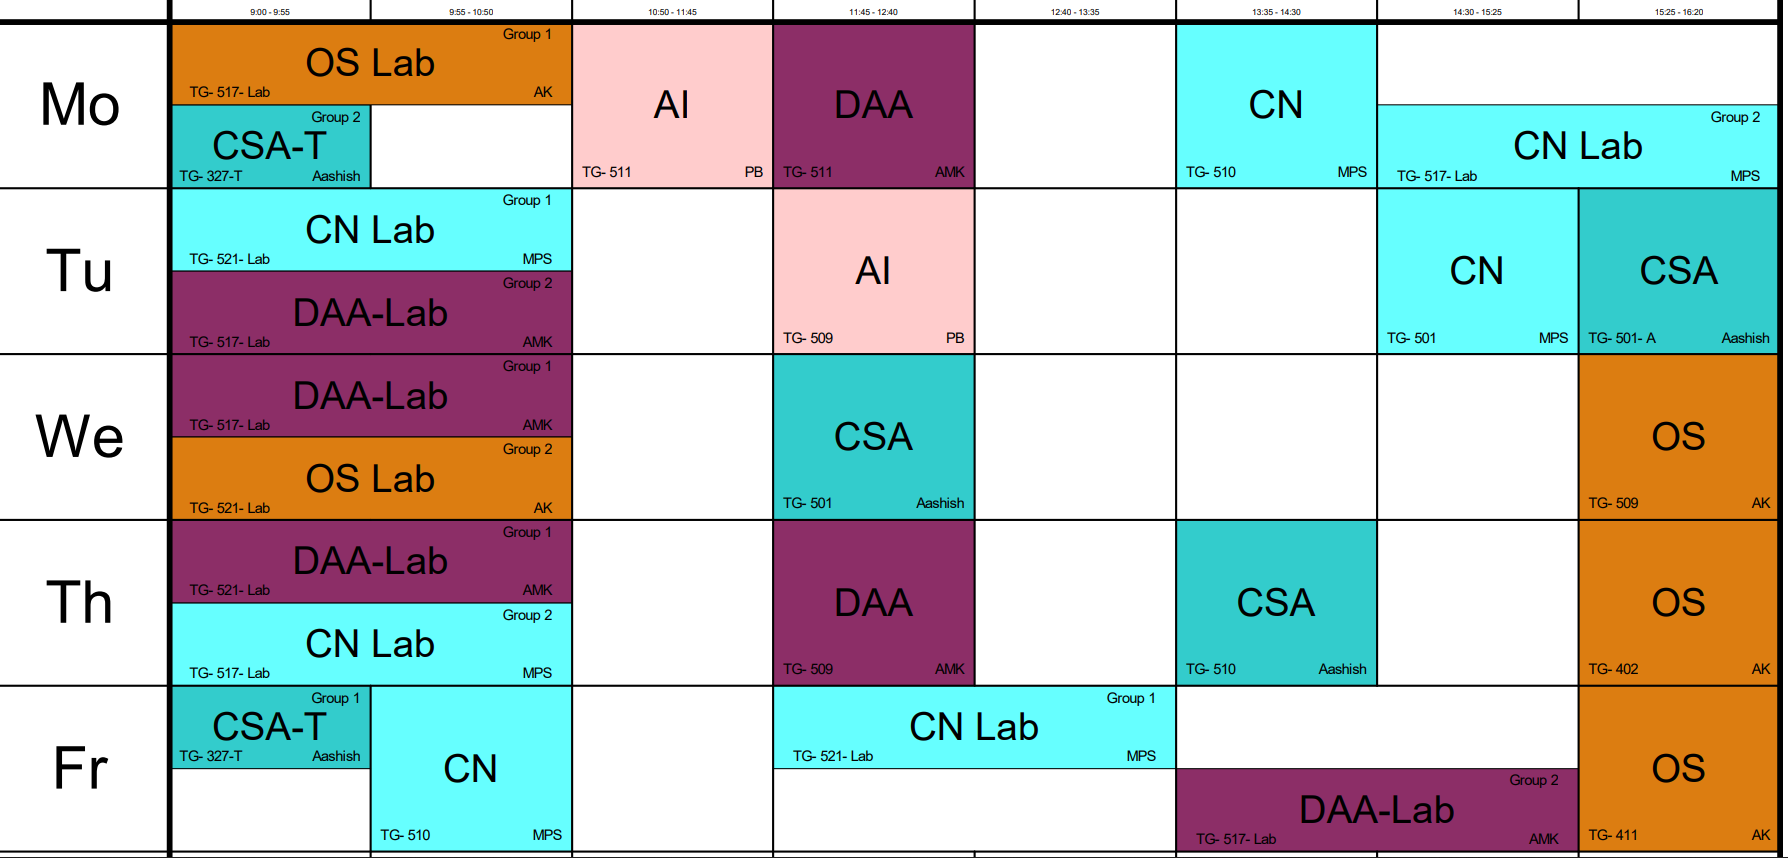 9:00 - 9:55 9:55 - 10:50 10:50 - 11:45 11:45 - 12:40 12:40 - 13:35 13:35 - 14:30 14:30 - 15:25 15:25 - 16:20
Mo
Group 1
OS Lab
TG- 517- Lab AK
Group 2
CSA-T
TG- 327-T Aashish
AI
TG- 511 PB
DAA
TG- 511 AMK
CN
TG- 510 MPS
Group 2
CN Lab
TG- 517- Lab MPS
Tu
Group 1
CN Lab
TG- 521- Lab MPS
Group 2
DAA-Lab
TG- 517- Lab AMK
AI
TG- 509 PB
CN
TG- 501 MPS
CSA
TG- 501- A Aashish
We
Group 1
DAA-Lab
TG- 517- Lab AMK
Group 2
OS Lab
TG- 521- Lab AK
CSA
TG- 501 Aashish
OS
TG- 509 AK
Th
Group 1
DAA-Lab
TG- 521- Lab AMK
Group 2
CN Lab
TG- 517- Lab MPS
DAA
TG- 509 AMK
CSA
TG- 510 Aashish
OS
TG- 402 AK
Fr
Group 1
CSA-T
TG- 327-T Aashish
CN
TG- 510 MPS
Group 1
CN Lab
TG- 521- Lab MPS
Group 2
DAA-Lab
TG- 517- Lab AMK
OS
TG- 411 AK